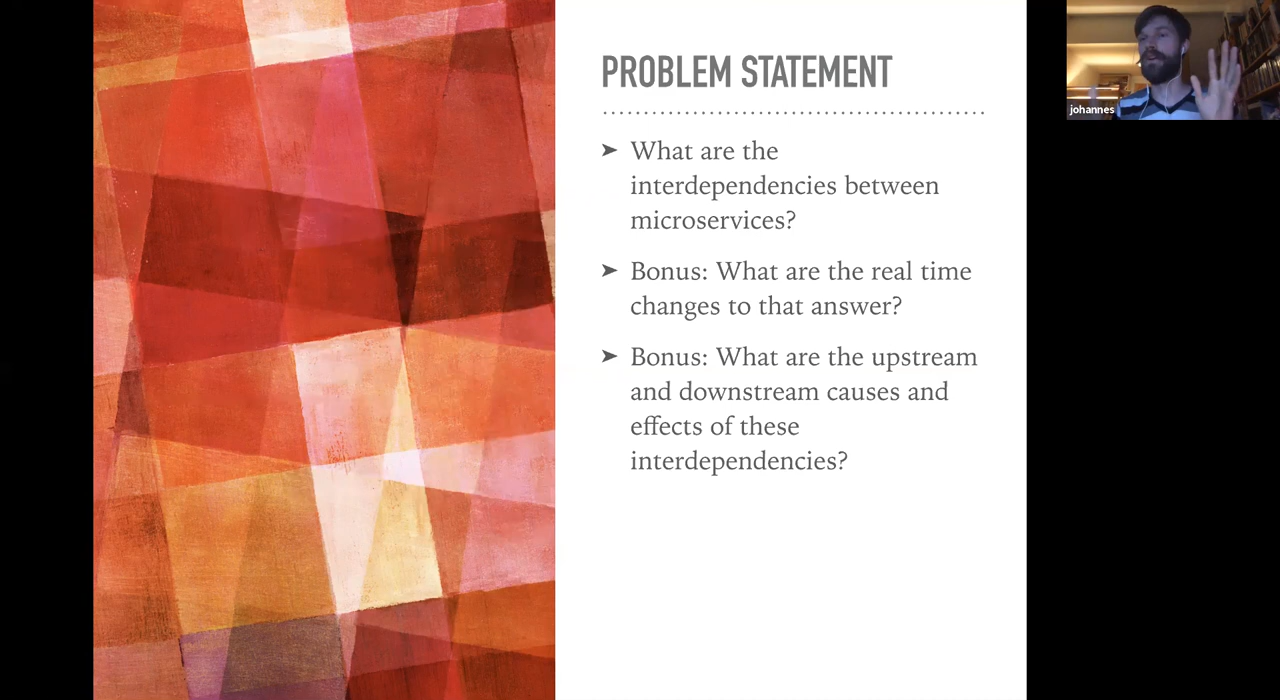 PROBLEM STATEMENT
➤ What are the
interdependencies between
microservices?
➤ Bonus: What are the real time
changes to that answer?
➤ Bonus: What are the upstream
and downstream causes and
effects of these
interdependencies?
johannes